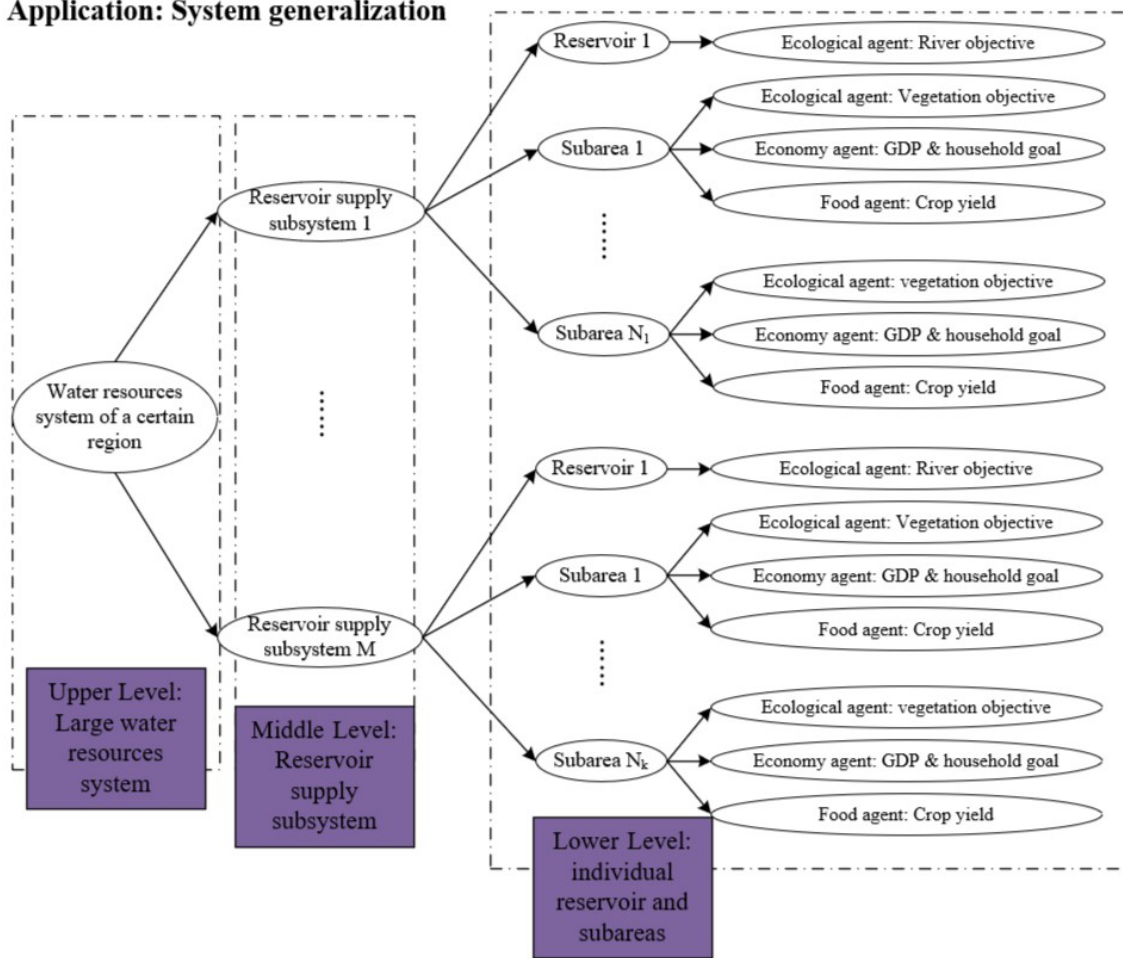 Application: System generalization
Reservoir 1
Ecological agent: River objective
Ecological agent: Vegetation objective
Subarea 1
Economy agent: GDP & household goal
Food agent: Crop yield
Reservoir supply
subsystem 1
Ecological agent: vegetation objective
Subarea N1
Economy agent: GDP & household goal
Food agent: Crop yield
Water resources
system of a certain
region
Reservoir 1
Ecological agent: River objective
Ecological agent: Vegetation objective
Subarea 1
Economy agent: GDP & household goal
Food agent: Crop yield
Reservoir supply
subsystem M
Ecological agent: vegetation objective
Subarea Nk
Economy agent: GDP & household goal
Food agent: Crop yield
Upper Level:
Large water
resources
system
Middle Level:
Reservoir
supply
subsystem
Lower Level:
individual
reservoir and
subareas